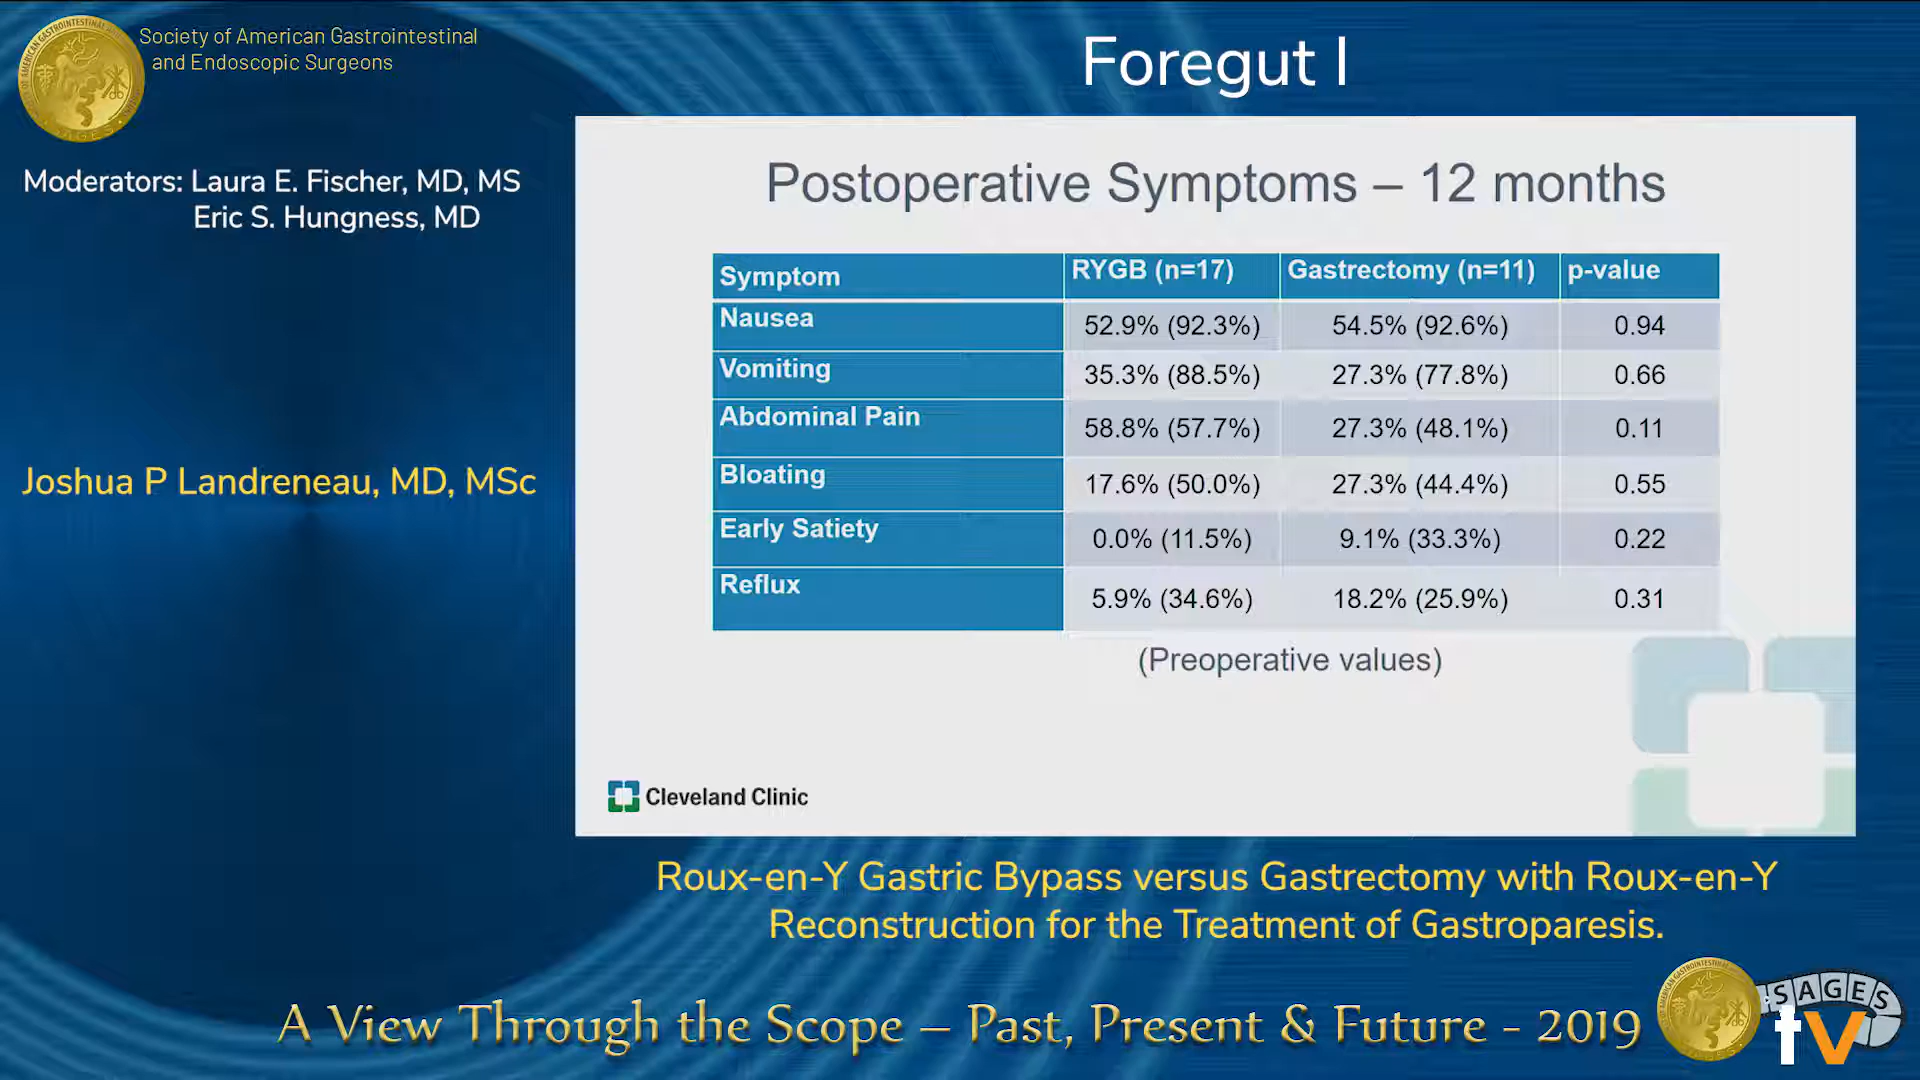 Society of American Gastrointestinal
and Endoscopic Surgeons
Foregut I
Moderators: Laura E. Fischer, MD, MS
Eric S. Hungness, MD
Joshua P Landreneau, MD, MSc
Postoperative Symptoms – 12 months
Symptom RYGB (n=17) Gastrectomy (n=11) p-value
Nausea 52.9% (92.3%) 54.5% (92.6%) 0.94
Vomiting 35.3% (88.5%) 27.3% (77.8%) 0.66
Abdominal Pain 58.8% (57.7%) 27.3% (48.1%) 0.11
Bloating 17.6% (50.0%) 27.3% (44.4%) 0.55
Early Satiety 0.0% (11.5%) 9.1% (33.3%) 0.22
Reflux 5.9% (34.6%) 18.2% (25.9%) 0.31
(Preoperative values)
Cleveland Clinic
Roux-en-Y Gastric Bypass versus Gastrectomy with Roux-en-Y
Reconstruction for the Treatment of Gastroparesis.
A View Through the Scope – Past, Present & Future - 2019
SAGES
tv